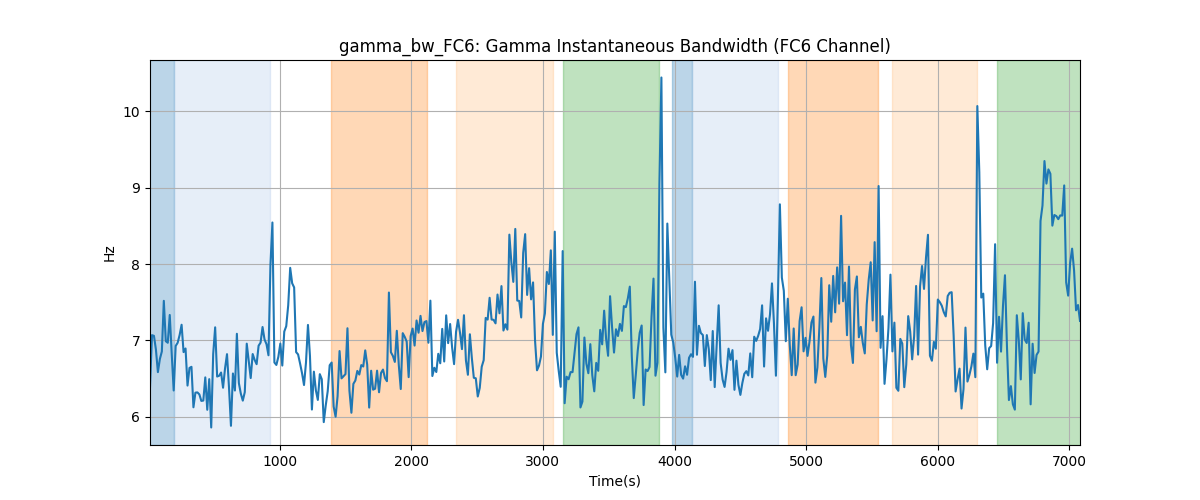 gamma_bw_FC6: Gamma Instantaneous Bandwidth (FC6 Channel)
Hz
10
9
8
7
6
1000 2000 3000 4000 5000 6000 7000
Time(s)